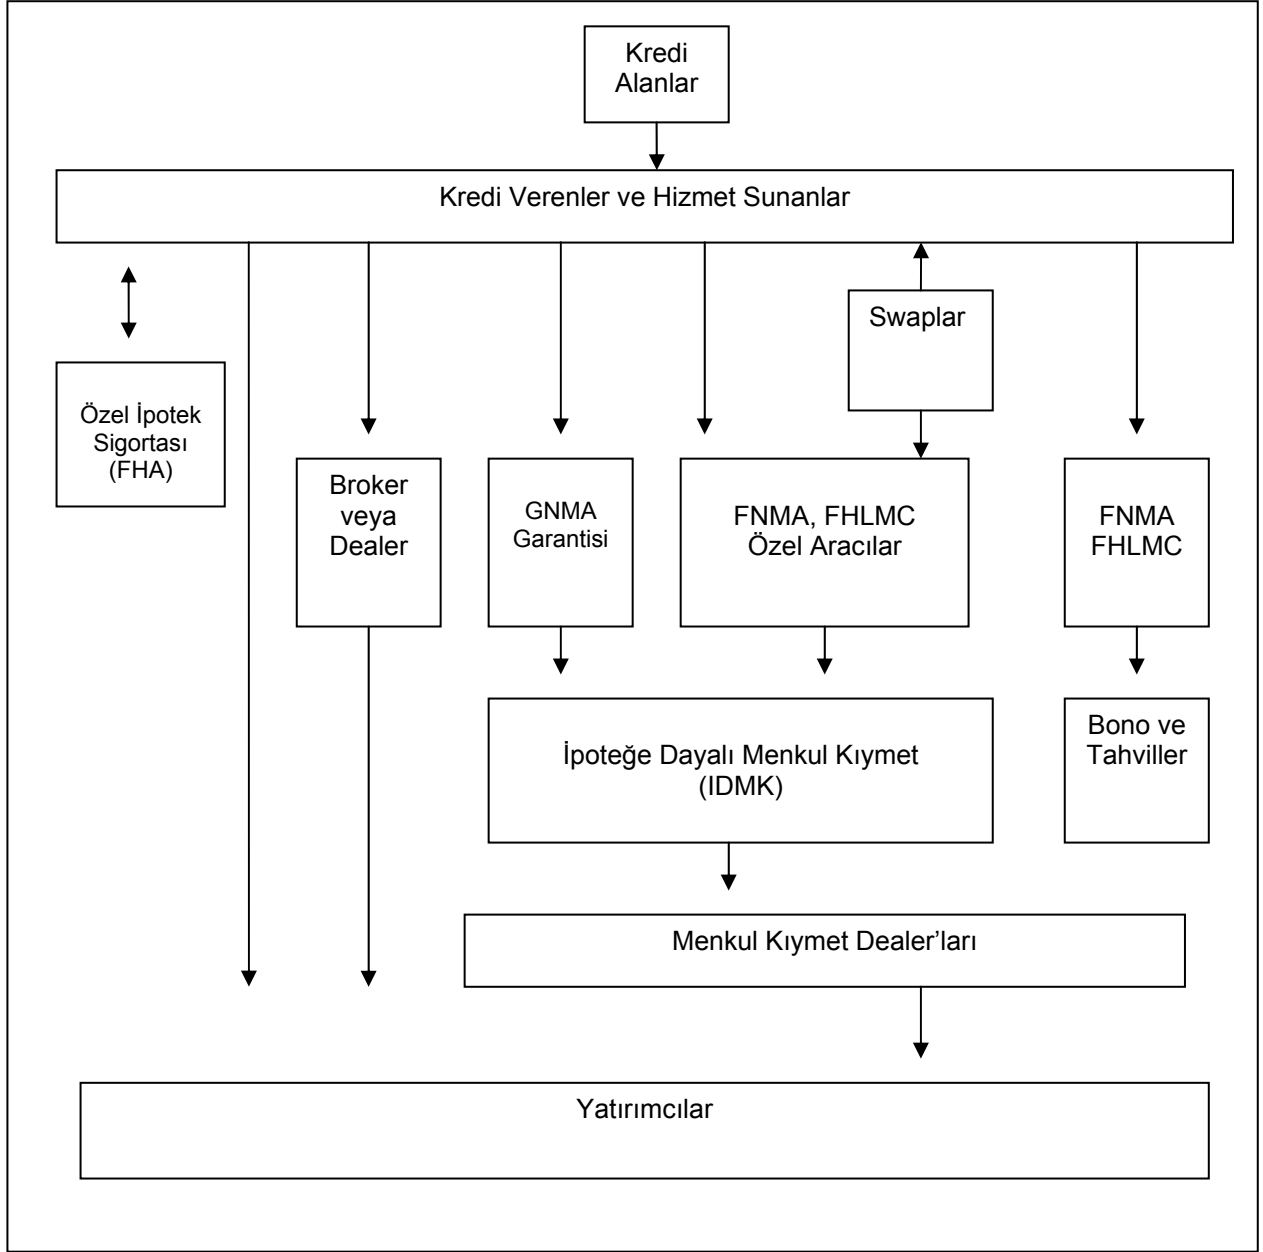 Kredi
Alanlar
Kredi Verenler ve Hizmet Sunanlar
Swaplar
Özel İpotek
Sigortası
(FHA)
Broker
veya
Dealer
GNMA
Garantisi
FNMA, FHLMC
Özel Aracılar
FNMA
FHLMC
İpoteğe Dayalı Menkul Kıymet
(IDMK)
Bono ve
Tahviller
Menkul Kıymet Dealer’ları
Yatırımcılar